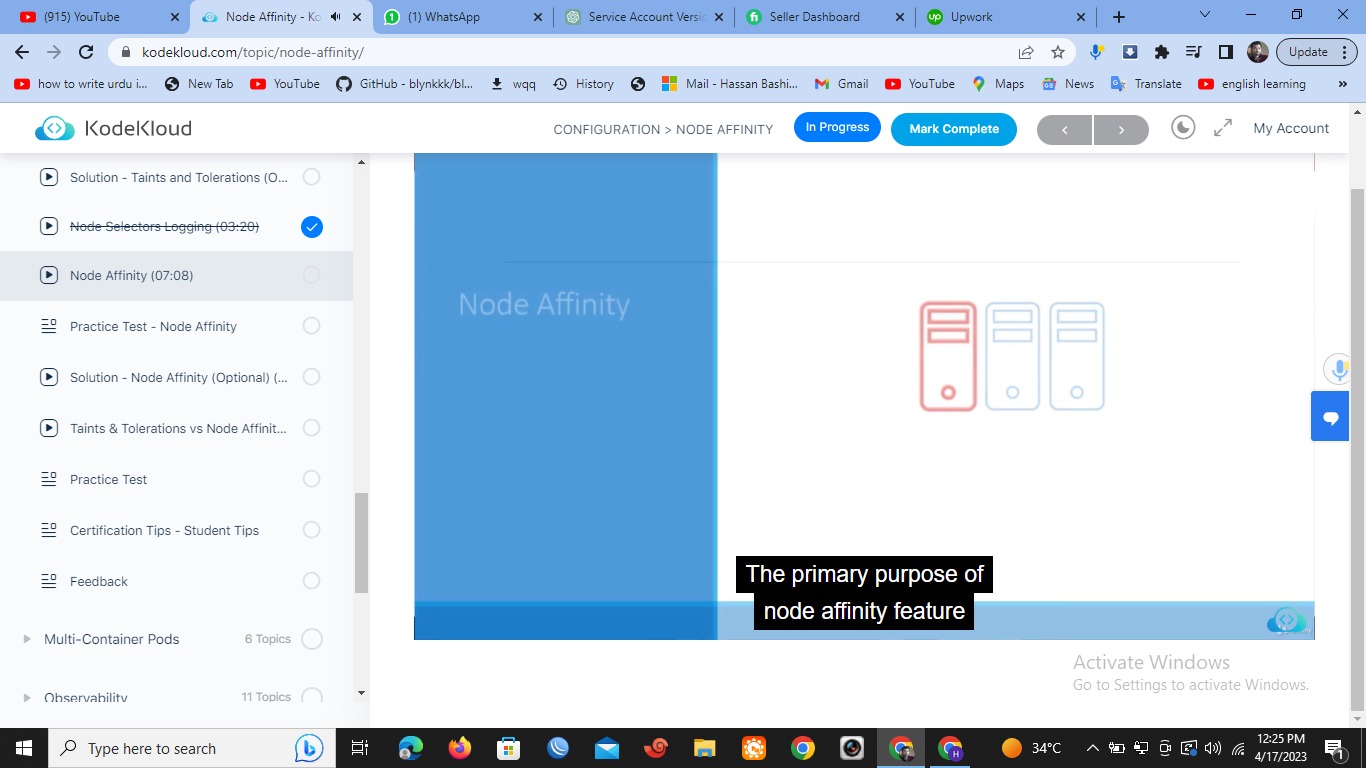 (915) YouTube
Node Affinity - Ko
(1) WhatsApp
Service Account Versic
Seller Dashboard
Upwork
kodekloud.com/topic/node-affinity/
Update
how to write urdu i...
New Tab
YouTube
GitHub - blynkkk/bl...
wqq
History
Mail - Hassan Bashi...
Gmail
YouTube
Maps
News
Translate
english learning
»
KodeKloud
CONFIGURATION > NODE AFFINITY
In Progress
Mark Complete
My Account
Solution - Taints and Tolerations (O...
Node Selectors Logging (03:20)
Node Affinity (07:08)
Practice Test - Node Affinity
Solution - Node Affinity (Optional) (...
Taints & Tolerations vs Node Affinit...
Practice Test
Certification Tips - Student Tips
Feedback
Multi-Container Pods 6 Topics
Observability 11 Topics
Node Affinity
The primary purpose of
node affinity feature
Activate Windows
Go to Settings to activate Windows.
Type here to search
34°C
12:25 PM
4/17/2023
1